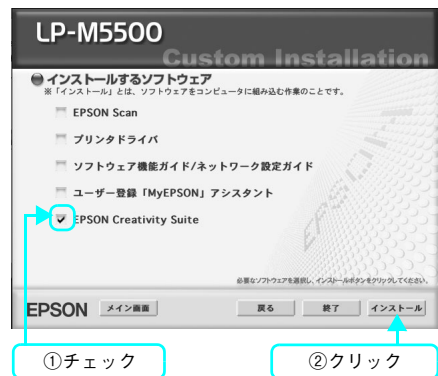 LP-M5500
Custom Installation
インストールするソフトウェア
※「インストール」とは、ソフトウェアをコンピュータに組み込む作業のことです。
EPSON Scan
プリンタドライバ
ソフトウェア機能ガイド/ネットワーク設定ガイド
ユーザー登録「MyEPSON」アシスタント
EPSON Creativity Suite
EPSON
必要なソフトウェアを選択し、インストールボタンをクリックしてください。
EPSON メイン画面 戻る 終了 インストール
①チェック ②クリック